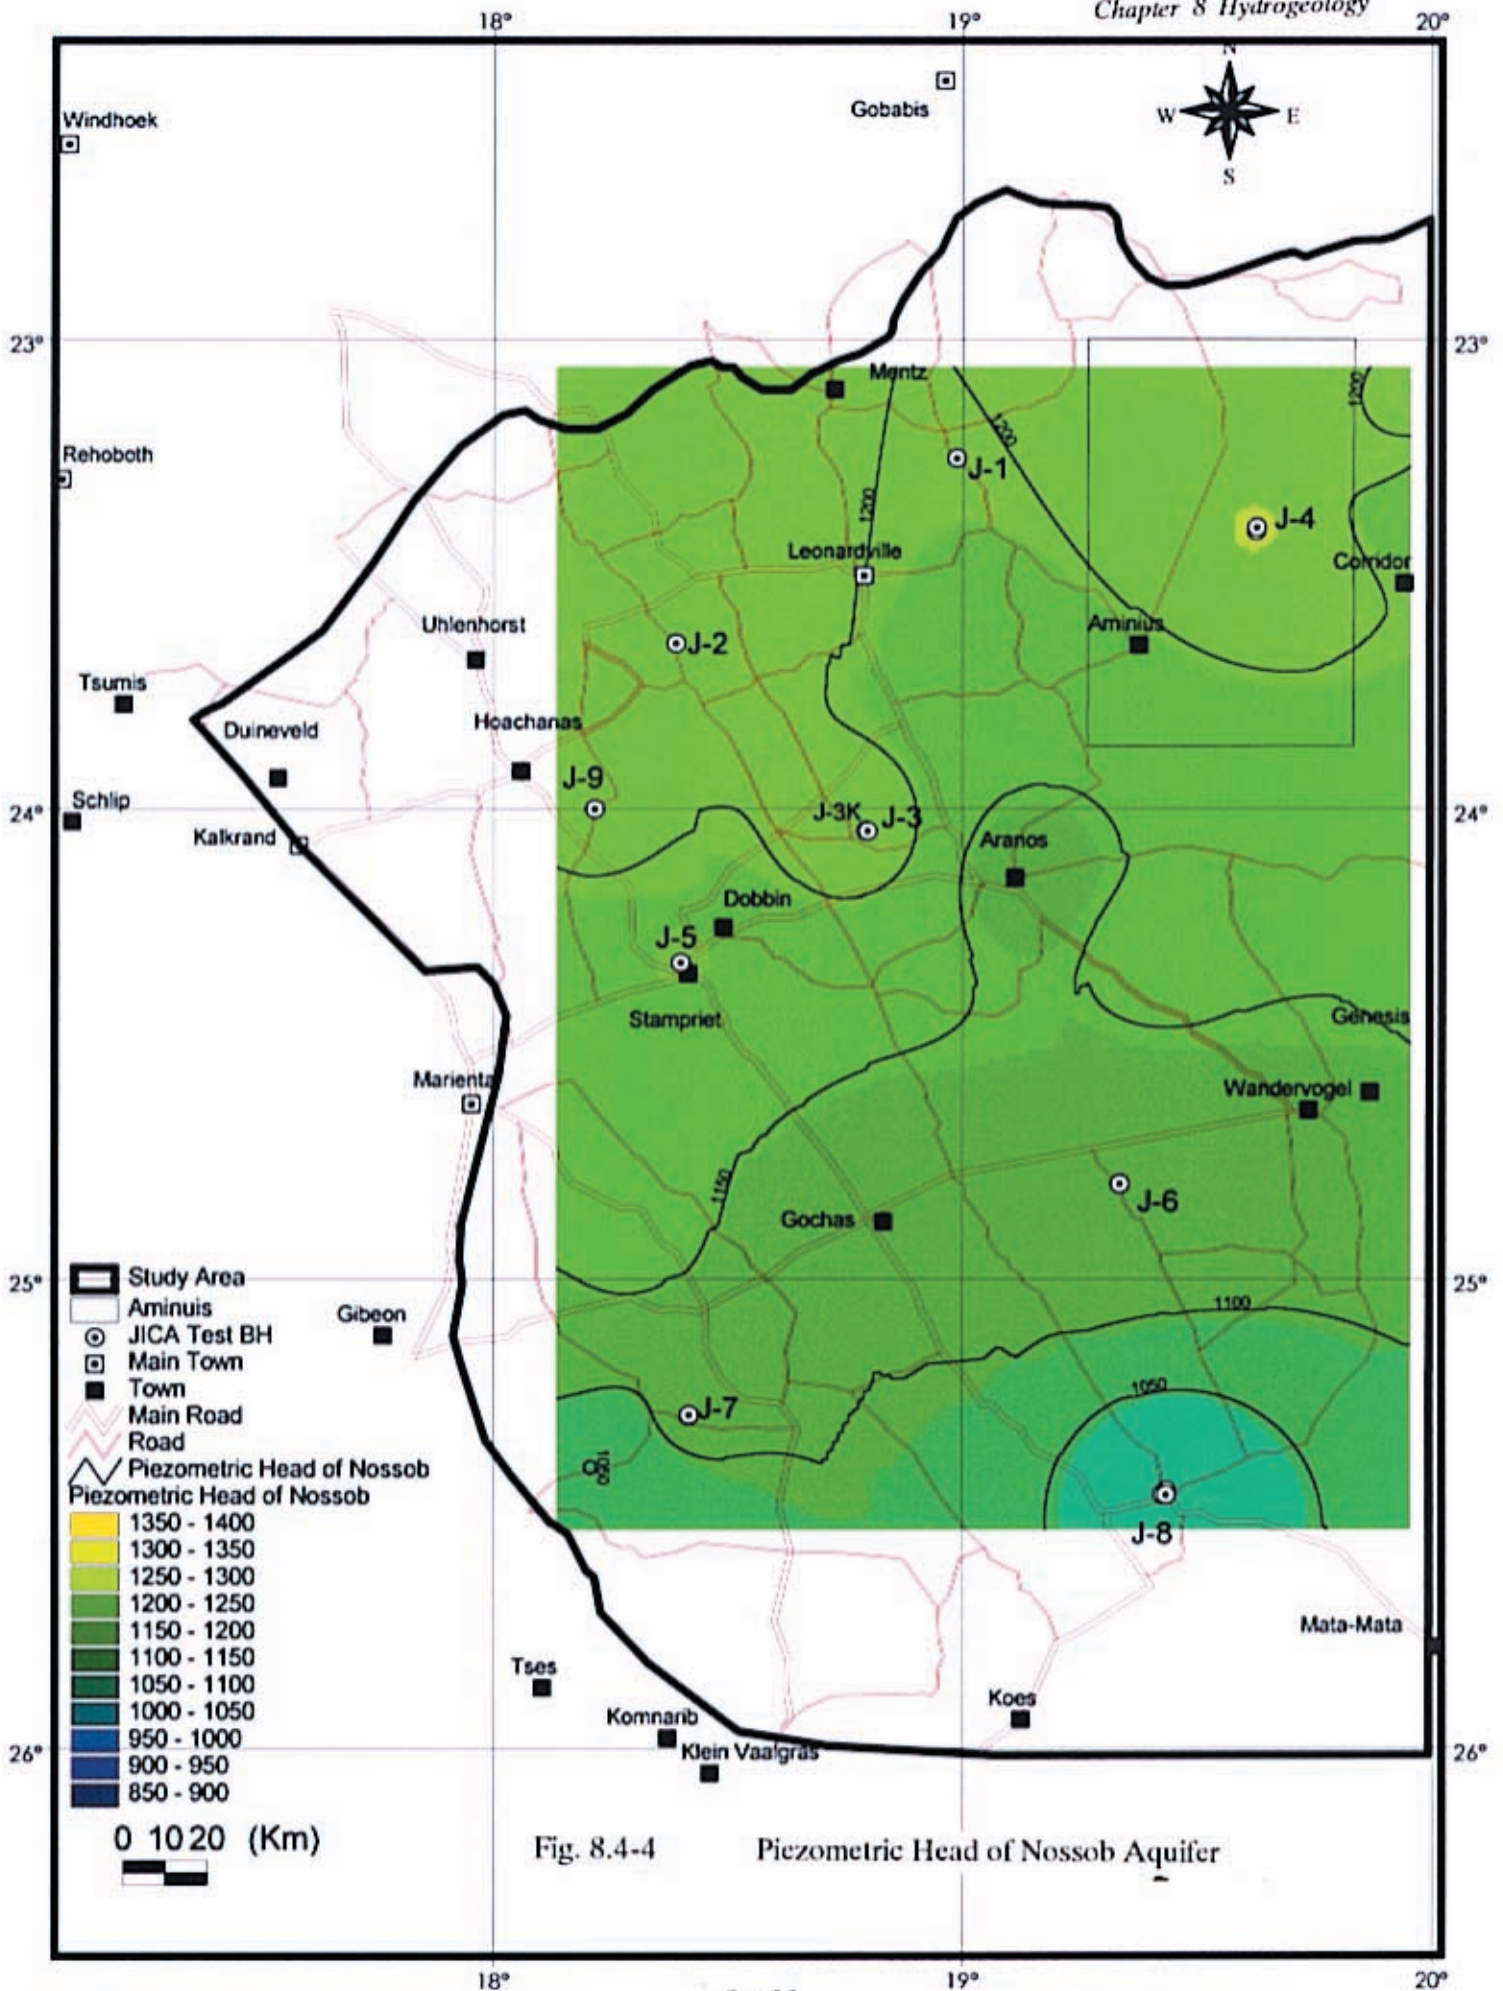 Chapter 8 Hydrogeology
18° 19° 20°
N
W E
S
Gobabis
Windhoek
23° 23°
Mentz
1200
1200
Rehoboth
J-1
1200
J-4
Leonardville
Corridor
Uhlenhorst
Aminius
J-2
Tsumis
Hoachanas
Duineveld
J-9
Schlip
24° 24°
J-3K J-3
Kalkrand
Aranos
Dobbin
J-5
Stampriet
Genesis
Marienta
Wandervogel
1150
J-6
Gochas
25° 25°
Study Area
Aminuis
Gibeon
1100
JICA Test BH
Main Town
Town
1050
J-7
Main Road
Road
Piezometric Head of Nossob
1050
Piezometric Head of Nossob
J-8
1350 - 1400
1300 - 1350
1250 - 1300
1200 - 1250
1150 - 1200
1100 - 1150
1050 - 1100
1000 - 1050
950 - 1000
900 - 950
850 - 900
Mata-Mata
Tses
Koes
Komnarib
Klein Vaalgras
26° 26°
0 10 20 (Km)
Fig. 8.4-4 Piezometric Head of Nossob Aquifer
18° 19° 20°